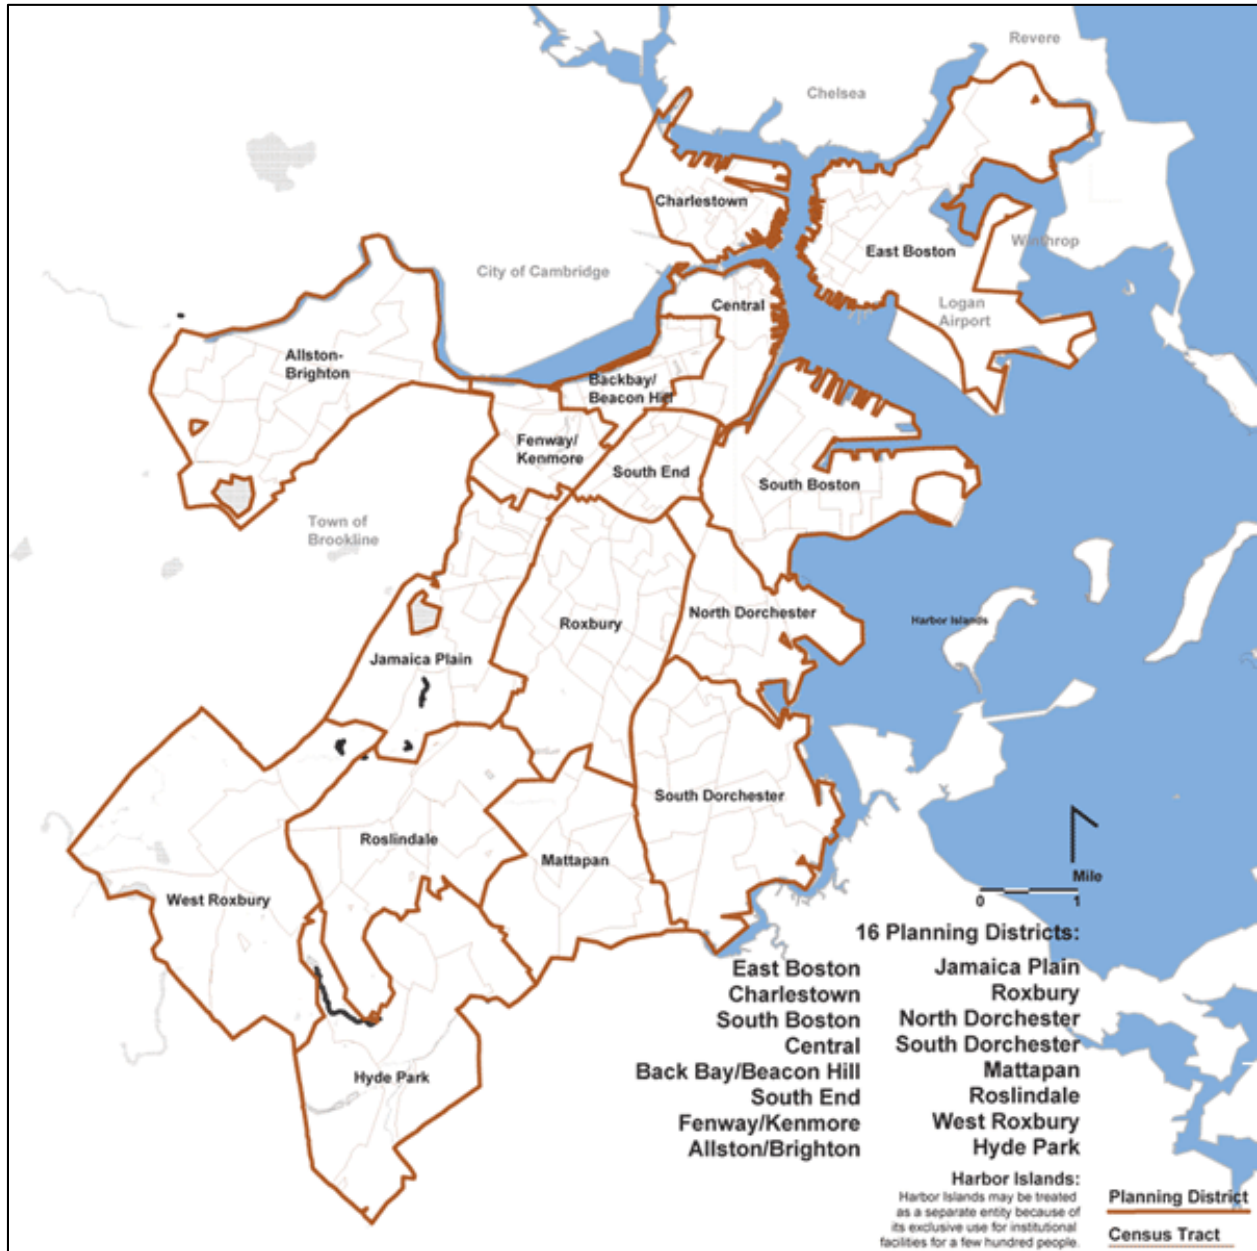 Revere
Chelsea
Charlestown
East Boston
Winthrop
City of Cambridge
Central
Logan
Airport
Allston-
Brighton
Backbay/
Beacon Hill
Fenway/
Kenmore
South End
South Boston
Town of
Brookline
Roxbury
North Dorchester
Harbor Islands
Jamaica Plain
South Dorchester
Roslindale
Mattapan
West Roxbury
Hyde Park
Mile
0 1
16 Planning Districts:
East Boston
Charlestown
South Boston
Central
Back Bay/Beacon Hill
South End
Fenway/Kenmore
Allston/Brighton
Jamaica Plain
Roxbury
North Dorchester
South Dorchester
Mattapan
Roslindale
West Roxbury
Hyde Park
Harbor Islands:
Harbor Islands may be treated
as a separate entity because of
its exclusive use for institutional
facilities for a few hundred people.
Planning District
Census Tract